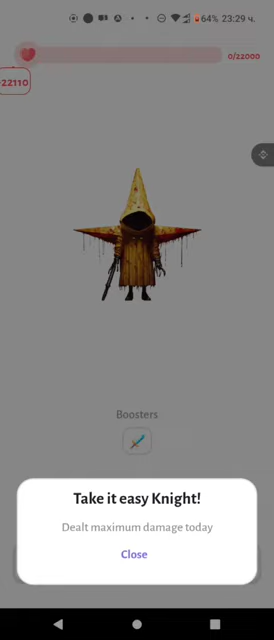 64% 23:29 ч.
0/22000
-22110
Boosters
Take it easy Knight!
Dealt maximum damage today
Close